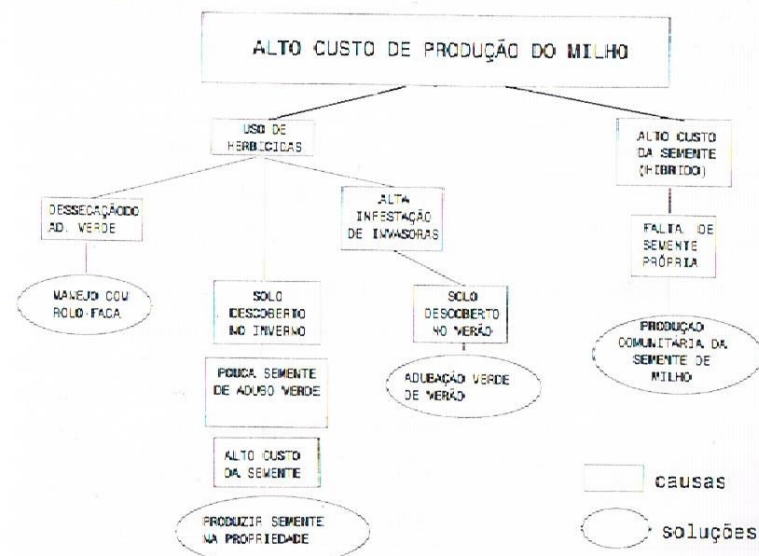 ALTO CUSTO DE PRODUÇÃO DO MILHO
USO DE
HERBICIDAS
ALTO CUSTO
DA SEMENTE
(HIBRIDO)
DESSECAÇÃODO
AD. VERDE
ALTA
INFESTAÇÃO
DE INVASORAS
FALTA DE
SEMENTE
PRÓPRIA
MANEJO COM
ROLO-FACA
SOLO
DESCOBERTO
NO INVERNO
SOLO
DESCOBERTO
NO VERÃO
PRODUÇÃO
COMUNITÁRIA DA
SEMENTE DE
MILHO
POUCA SEMENTE
DE ADUBO VERDE
ADUBAÇÃO VERDE
DE VERÃO
ALTO CUSTO
DA SEMENTE
PRODUZIR SEMENTE
NA PROPRIEDADE
causas
soluções